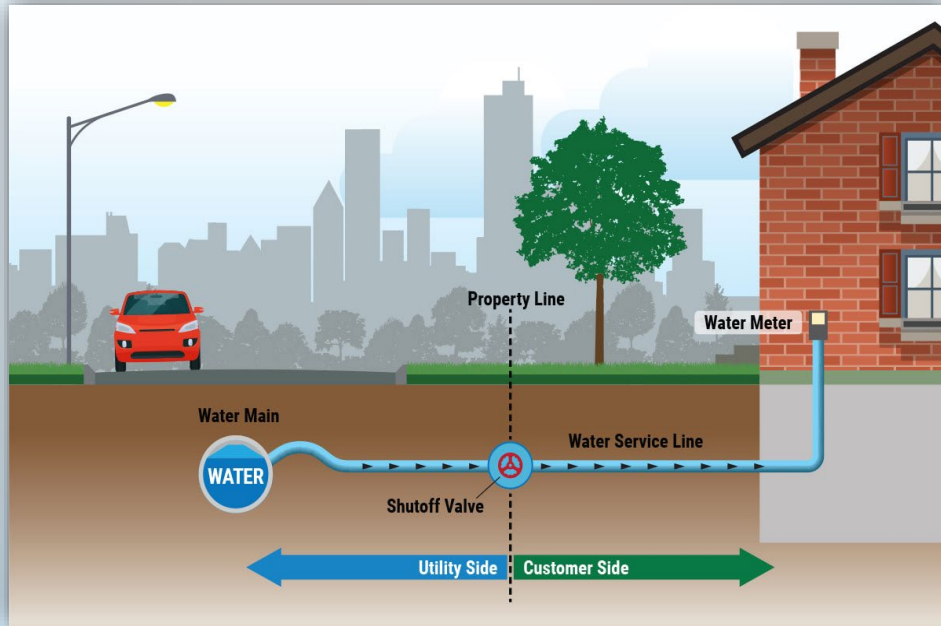 Property Line
Water Meter
Water Main
WATER
Water Service Line
Shutoff Valve
Utility Side
Customer Side